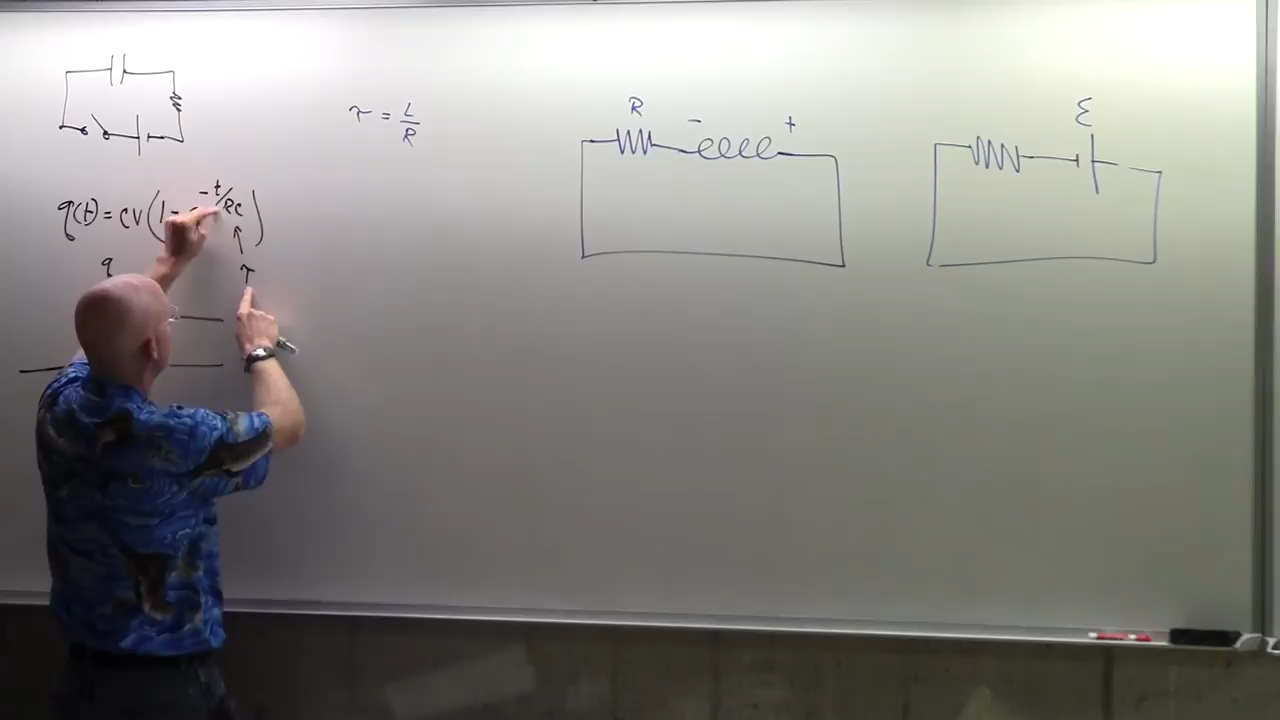 τ = L/R
R
- +
ε
q(t) = CV(1 - -t/RC)
q
τ